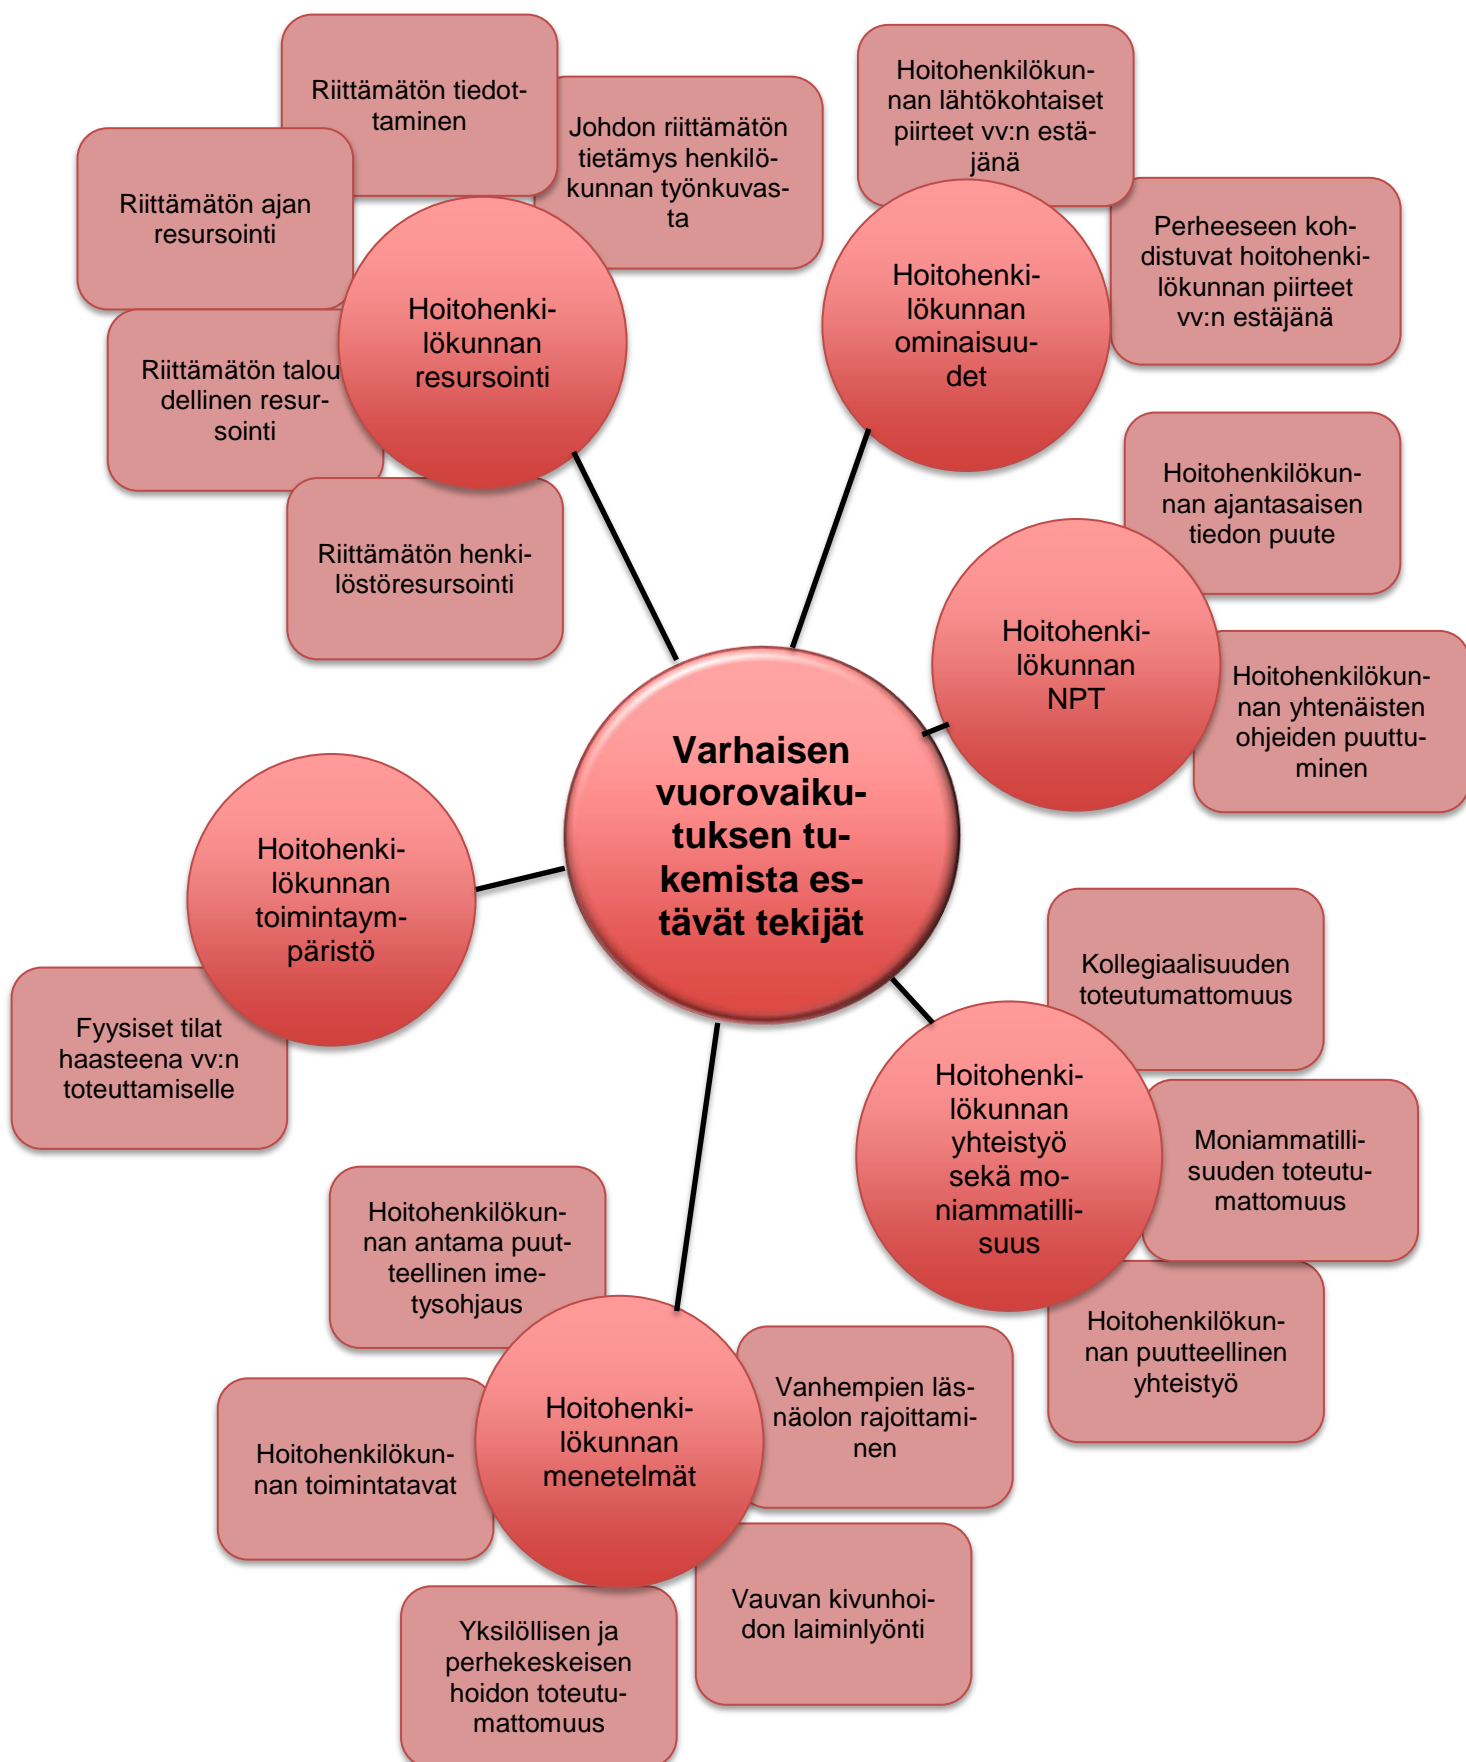 Riittämätön tiedot-
taminen
Johdon riittämätön
tietämys henkilö-
kunnan työnkuvas-
ta
Riittämätön ajan
resursointi
Riittämätön talou
dellinen resur-
sointi
Riittämätön henki-
löstöresursointi
Hoitohenki-
lökunnan
resursointi
Hoitohenkilökun-
nan lähtökohtaiset
piirteet vv:n estä-
jänä
Perheeseen koh-
distuvat hoitohenki-
lökunnan piirteet
vv:n estäjänä
Hoitohenki-
lökunnan
ominaisuu-
det
Hoitohenkilökun-
nan ajantasaisen
tiedon puute
Hoitohenki-
lökunnan
NPT
Hoitohenkilökun-
nan yhtenäisten
ohjeiden puuttu-
minen
Varhaisen
vuorovaiku-
tuksen tu-
kemista es-
tävät tekijät
Hoitohenki-
lökunnan
toimintaym-
päristö
Fyysiset tilat
haasteena vv:n
toteuttamiselle
Kollegiaalisuuden
toteutumattomuus
Hoitohenki-
lökunnan
yhteistyö
sekä mo-
niammatilli-
suus
Moniammatilli-
suuden toteutu-
mattomuus
Hoitohenkilökun-
nan puutteellinen
yhteistyö
Hoitohenkilökun-
nan antama puut-
teellinen ime-
tysohjaus
Hoitohenkilökun-
nan toimintatavat
Hoitohenki-
lökunnan
menetelmät
Vanhempien läs-
näolon rajoittami-
nen
Vauvan kivunhoi-
don laiminlyönti
Yksilöllisen ja
perhekeskeisen
hoidon toteutu-
mattomuus